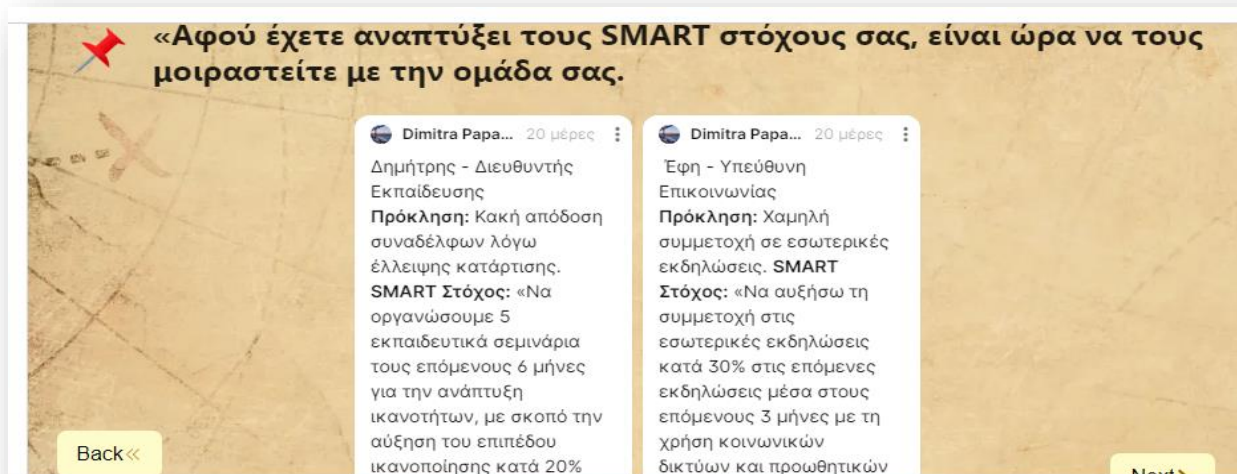 «Αφού έχετε αναπτύξει τους SMART στόχους σας, είναι ώρα να τους
μοιραστείτε με την ομάδα σας.
Dimitra Papa... 20 μέρες
Δημήτρης - Διευθυντής
Εκπαίδευσης
Πρόκληση: Κακή απόδοση
συναδέλφων λόγω
έλλειψης κατάρτισης.
SMART Στόχος: «Να
οργανώσουμε 5
εκπαιδευτικά σεμινάρια
τους επόμενους 6 μήνες
για την ανάπτυξη
ικανοτήτων, με σκοπό την
αύξηση του επιπέδου
ικανοποίησης κατά 20%
Dimitra Papa... 20 μέρες
Έφη - Υπεύθυνη
Επικοινωνίας
Πρόκληση: Χαμηλή
συμμετοχή σε εσωτερικές
εκδηλώσεις. SMART
Στόχος: «Να αυξήσω τη
συμμετοχή στις
εσωτερικές εκδηλώσεις
κατά 30% στις επόμενες
εκδηλώσεις μέσα στους
επόμενους 3 μήνες με τη
χρήση κοινωνικών
δικτύων και προωθητικών
Back«
Next